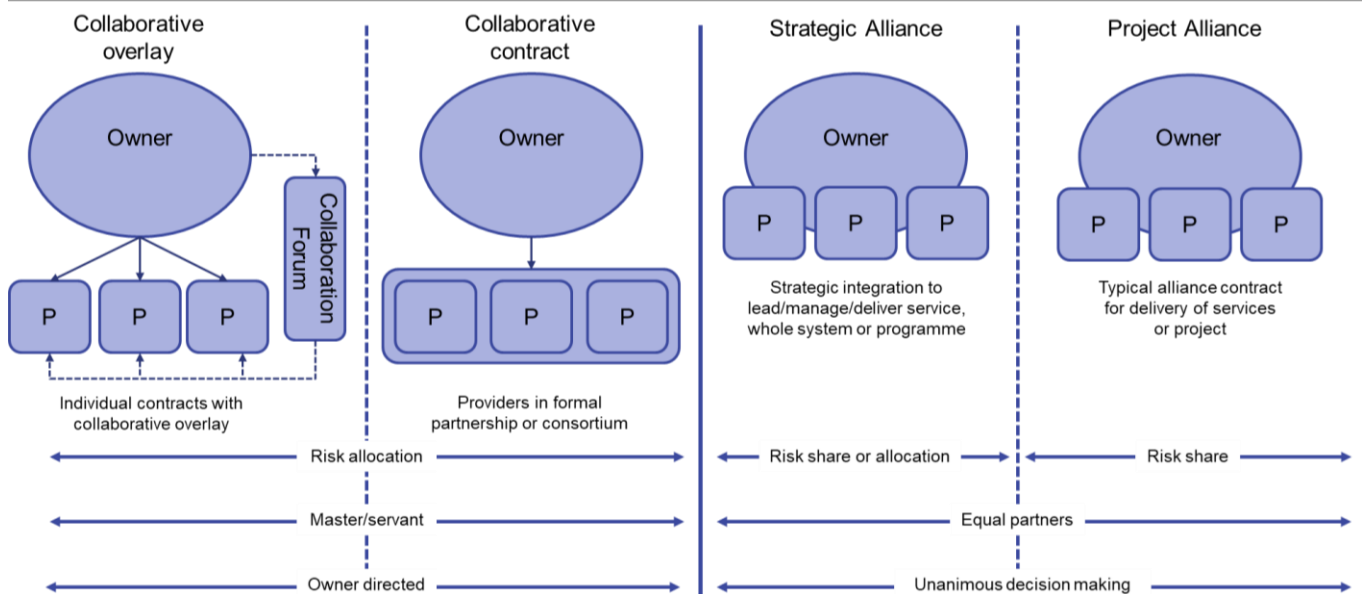 Collaborative
overlay
Owner
Collaboration
Forum
P
P
P
Individual contracts with
collaborative overlay
Collaborative
contract
Owner
P
P
P
Providers in formal
partnership or consortium
Strategic Alliance
Owner
P
P
P
Strategic integration to
lead/manage/deliver service,
whole system or programme
Project Alliance
Owner
P
P
P
Typical alliance contract
for delivery of services
or project
Risk allocation
Risk share or allocation
Risk share
Master/servant
Equal partners
Owner directed
Unanimous decision making